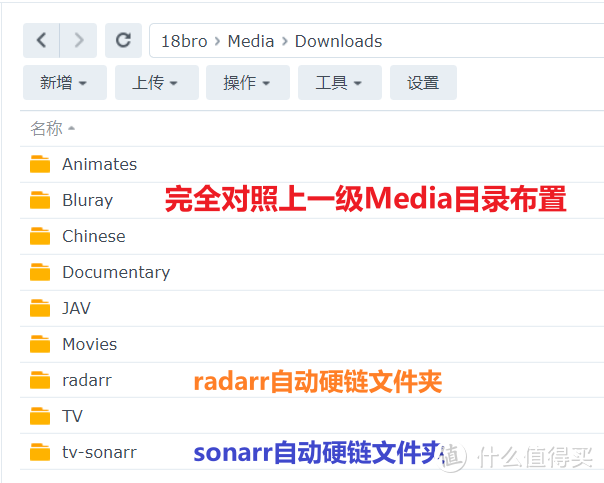 18bro › Media › Downloads
新增 上传 操作 工具 设置
名称
Animates
Bluray 完全对照上一级Media目录布置
Chinese
Documentary
JAV
Movies
radarr radarr自动硬链文件夹
TV
tv-sonarr sonarr自动硬链文件夹
值 什么值得买